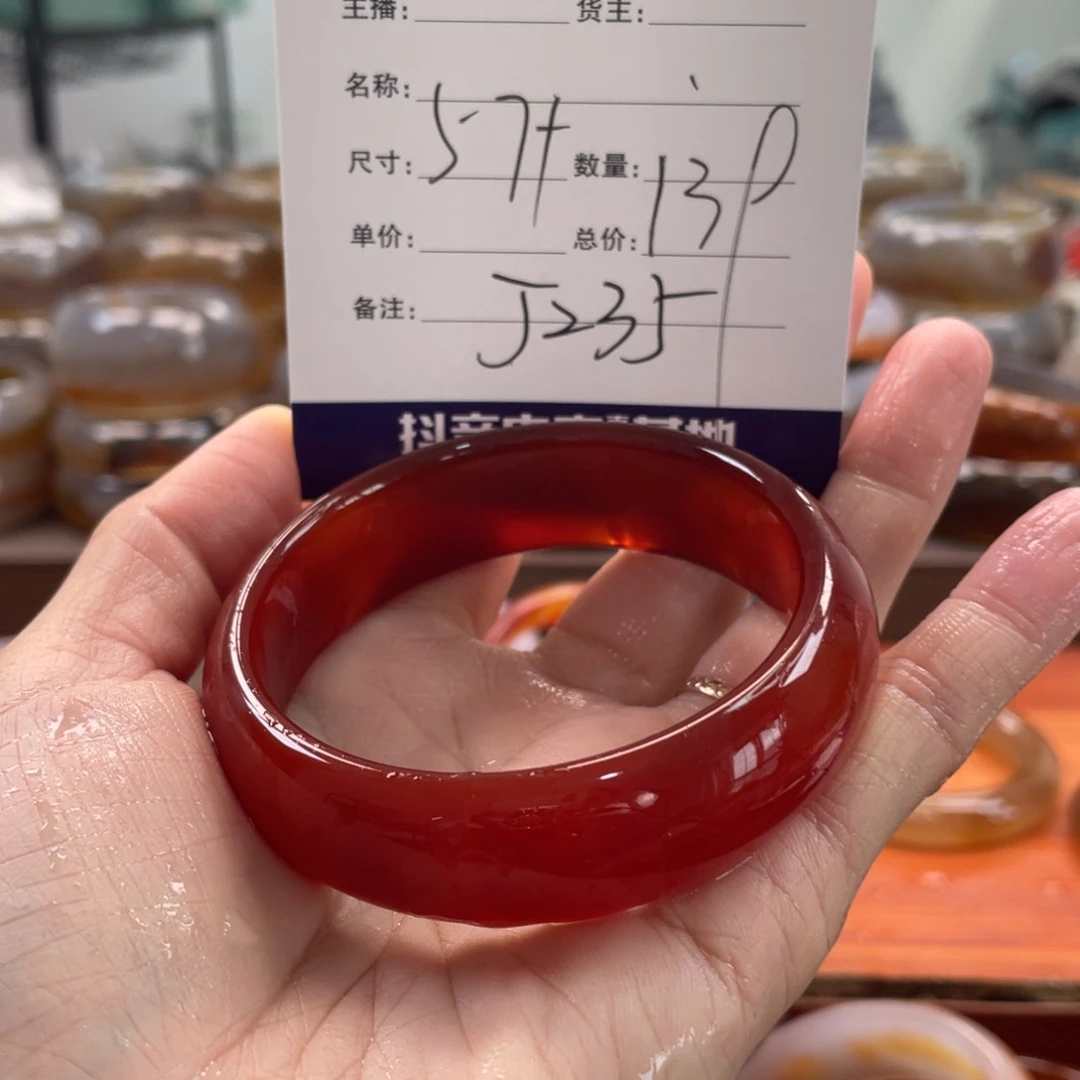 主播: 货主:
名称:
尺寸: 57+ 数量: 13
单价: 总价:
备注: J235